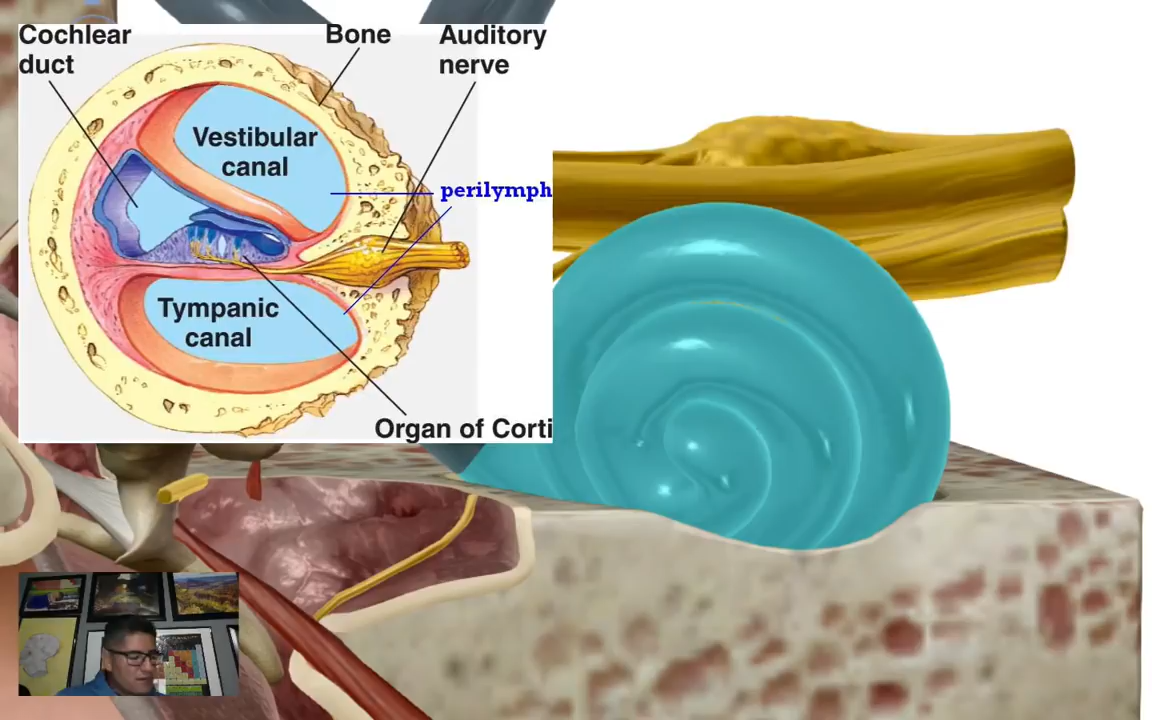 Cochlear
duct
Bone
Auditory
nerve
Vestibular
canal
perilymph
Tympanic
canal
Organ of Corti